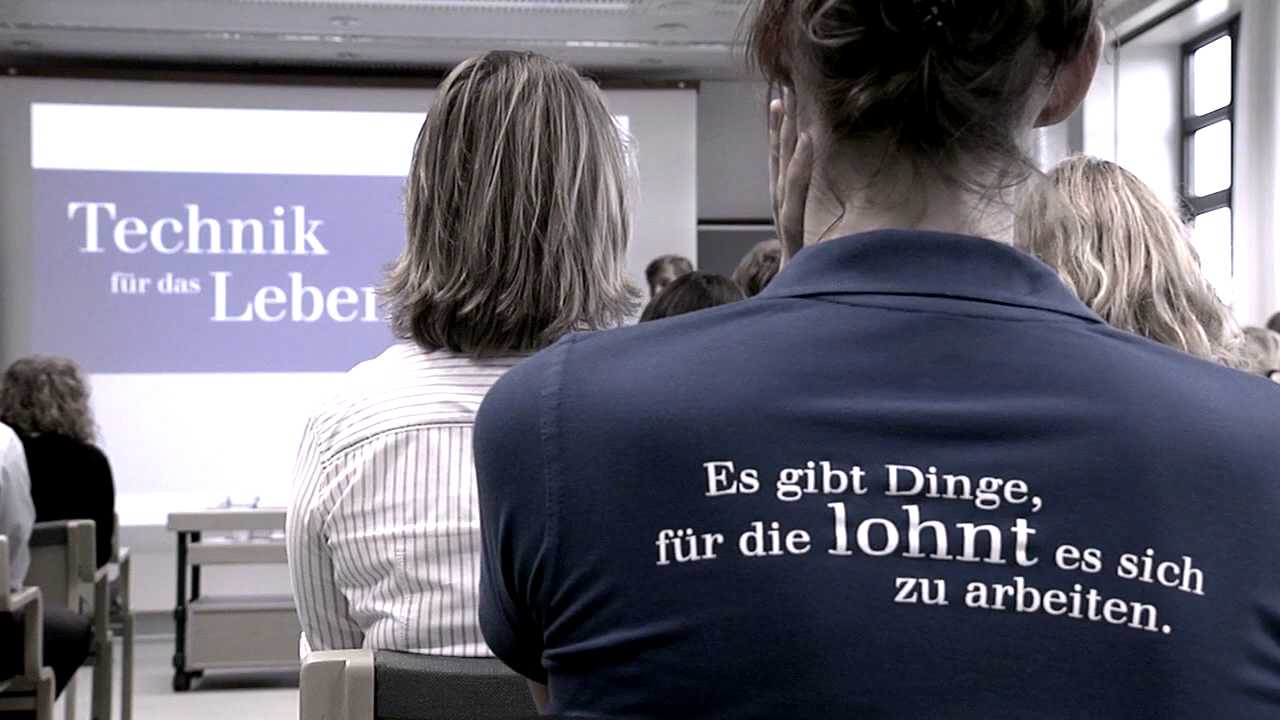 Technik
für das Leben
Es gibt Dinge,
für die lohnt es sich
zu arbeiten.